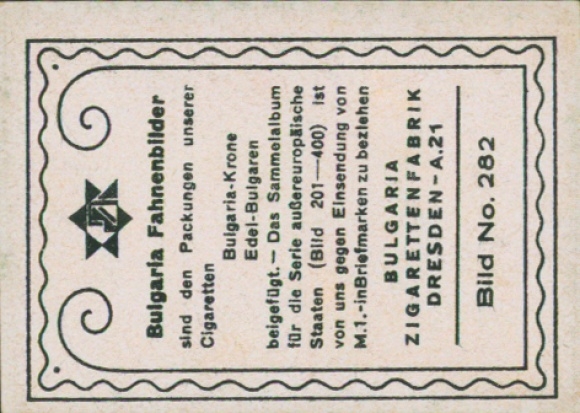 Bulgaria Fahnenbilder
sind den Packungen unserer
Cigaretten
Bulgaria-Krone
Edel-Bulgaren
beigefügt.— Das Sammelalbum
für die Serie außereuropäische
Staaten (Bild 201—400) ist
von uns gegen Einsendung von
M.1.-inBriefmarken zu beziehen
BULGARIA
ZIGARETTENFABRIK
DRESDEN-A.21
Bild No. 282